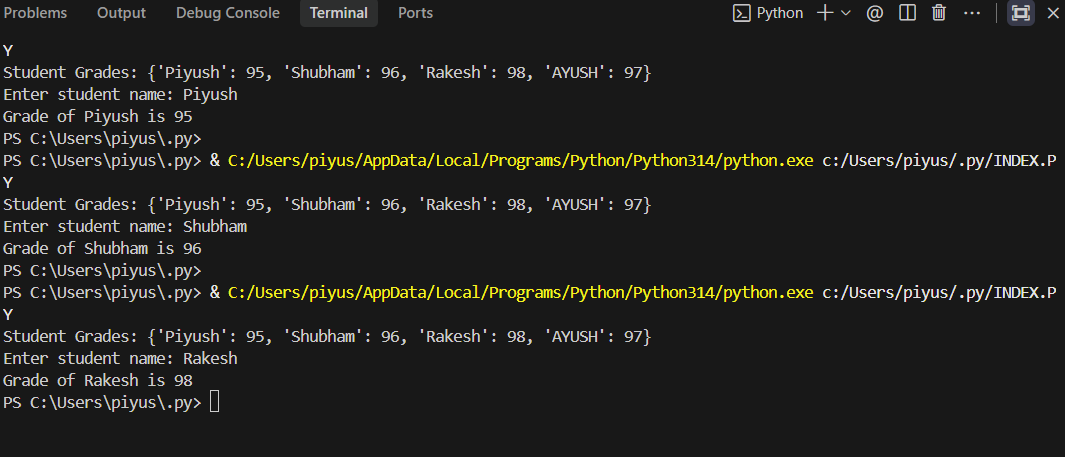 Problems Output Debug Console Terminal Ports Python
Y
Student Grades: {'Piyush': 95, 'Shubham': 96, 'Rakesh': 98, 'AYUSH': 97}
Enter student name: Piyush
Grade of Piyush is 95
PS C:\Users\piyus\.py>
PS C:\Users\piyus\.py> & C:/Users/piyus/AppData/Local/Programs/Python/Python314/python.exe c:/Users/piyus/.py/INDEX.P
Y
Student Grades: {'Piyush': 95, 'Shubham': 96, 'Rakesh': 98, 'AYUSH': 97}
Enter student name: Shubham
Grade of Shubham is 96
PS C:\Users\piyus\.py>
PS C:\Users\piyus\.py> & C:/Users/piyus/AppData/Local/Programs/Python/Python314/python.exe c:/Users/piyus/.py/INDEX.P
Y
Student Grades: {'Piyush': 95, 'Shubham': 96, 'Rakesh': 98, 'AYUSH': 97}
Enter student name: Rakesh
Grade of Rakesh is 98
PS C:\Users\piyus\.py>